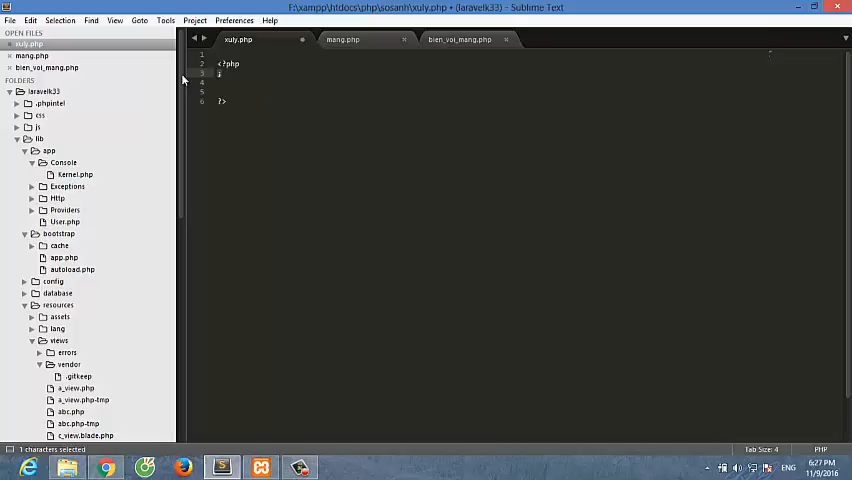 F:\xampp\htdocs\php\sosanh\xuly.php • (laravelk33) - Sublime Text
File Edit Selection Find View Goto Tools Project Preferences Help
OPEN FILES
xuly.php
mang.php
bien_voi_mang.php
FOLDERS
laravelk33
.phpintel
css
js
lib
app
Console
Kernel.php
Exceptions
Http
Providers
User.php
bootstrap
cache
app.php
autoload.php
config
database
resources
assets
lang
views
errors
vendor
.gitkeep
a_view.php
a_view.php-tmp
abc.php
abc.php-tmp
c_view.blade.php
xuly.php mang.php bien_voi_mang.php
1
2 <?php
3 ;
4
5
6 ?>
1 characters selected Tab Size: 4 PHP
ENG 6:27 PM
11/9/2016